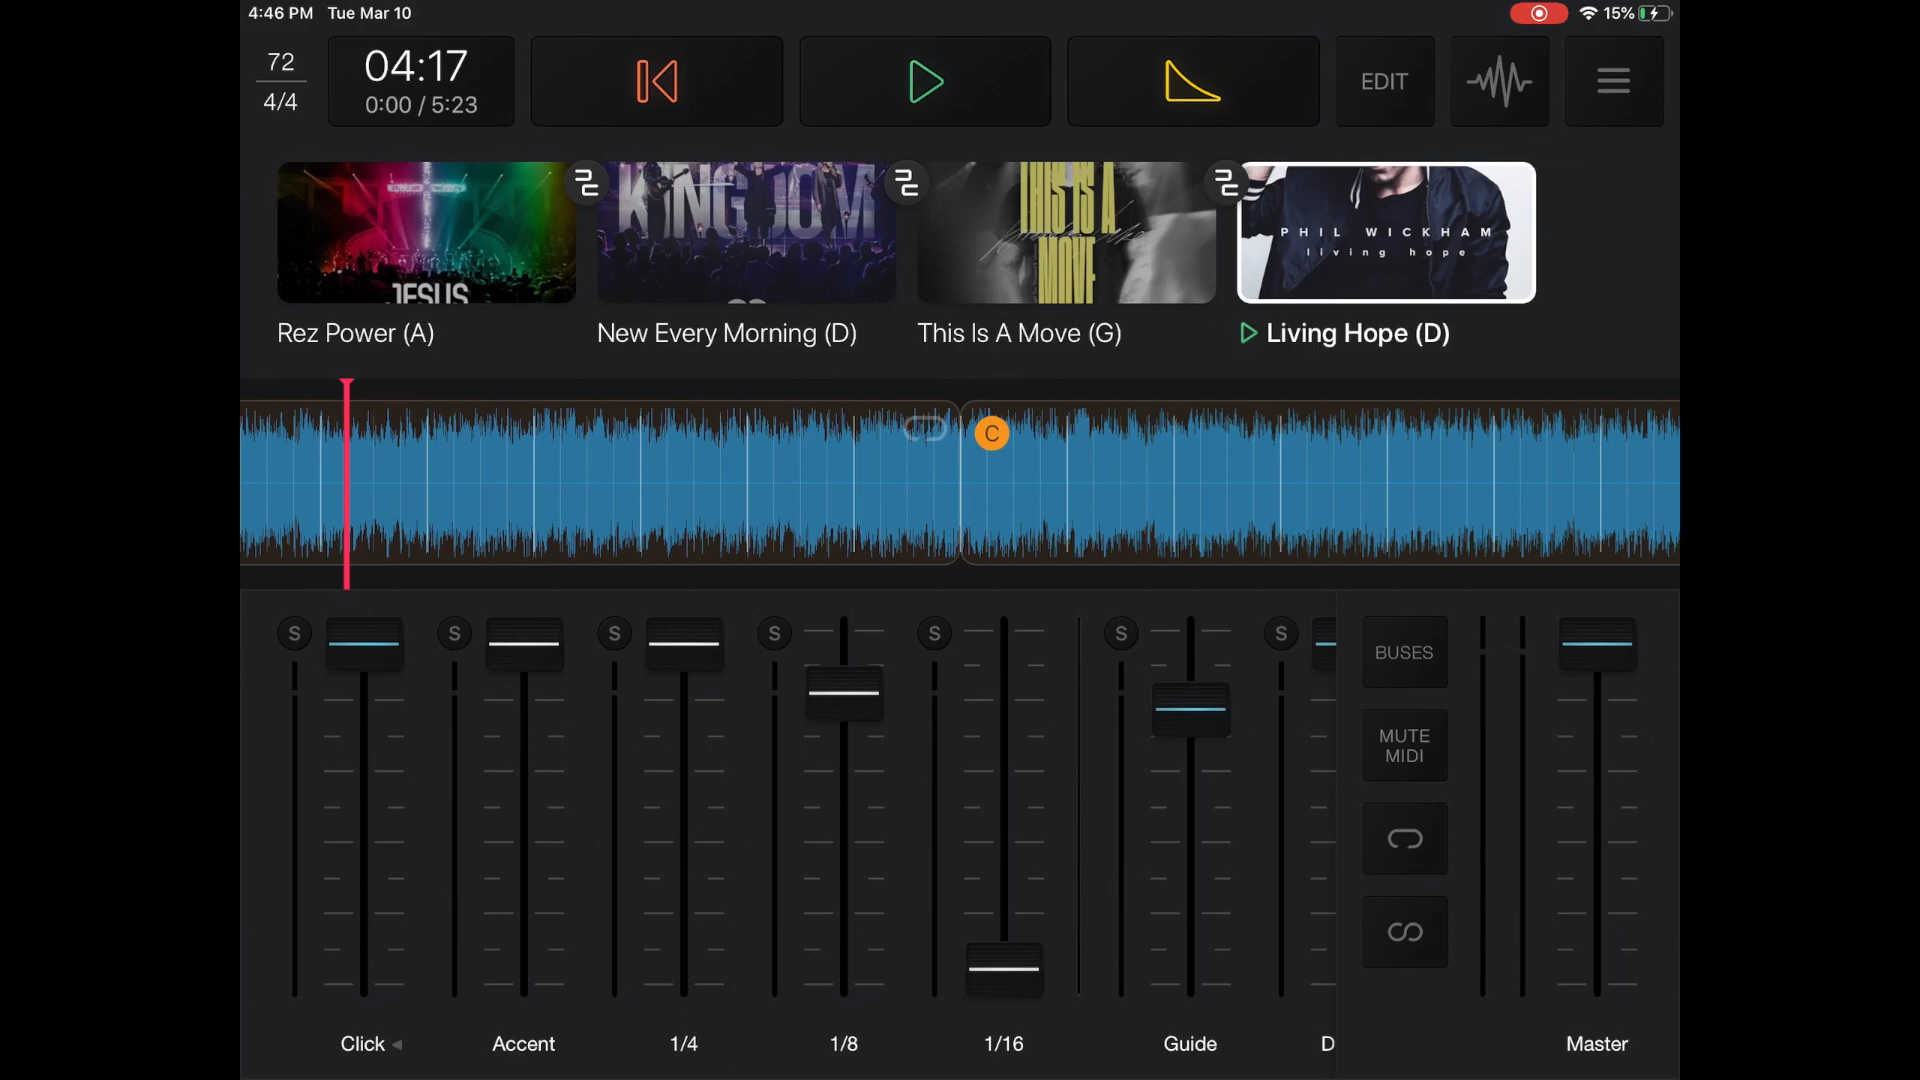 4:46 PM Tue Mar 10
15%
72
4/4
04:17
0:00 / 5:23
EDIT
JESUS
KINGDOM
THIS IS A
MOVE
PHIL WICKHAM
living hope
Rez Power (A)
New Every Morning (D)
This Is A Move (G)
Living Hope (D)
C
S
S
S
S
S
S
S
BUSES
MUTE
MIDI
Click
Accent
1/4
1/8
1/16
Guide
D
Master